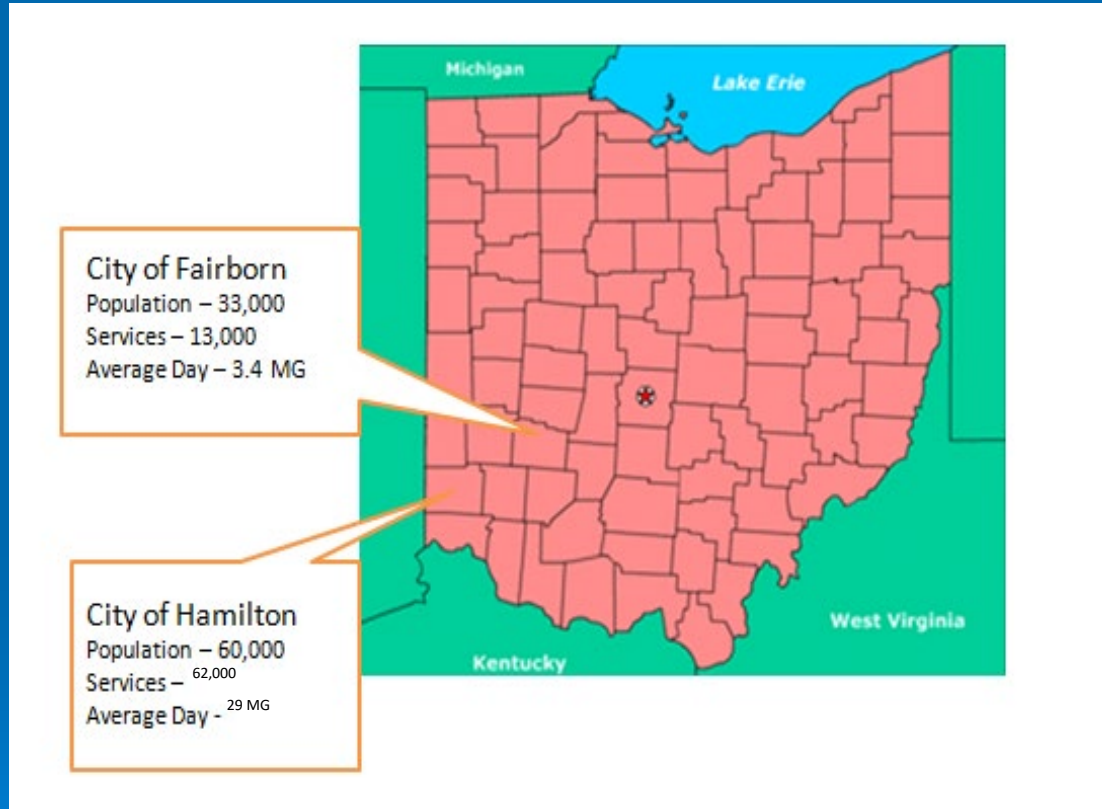 Michigan
Lake Erie
City of Fairborn
Population – 33,000
Services – 13,000
Average Day – 3.4 MG
City of Hamilton
Population – 60,000
Services – 62,000
Average Day - 29 MG
West Virginia
Kentucky